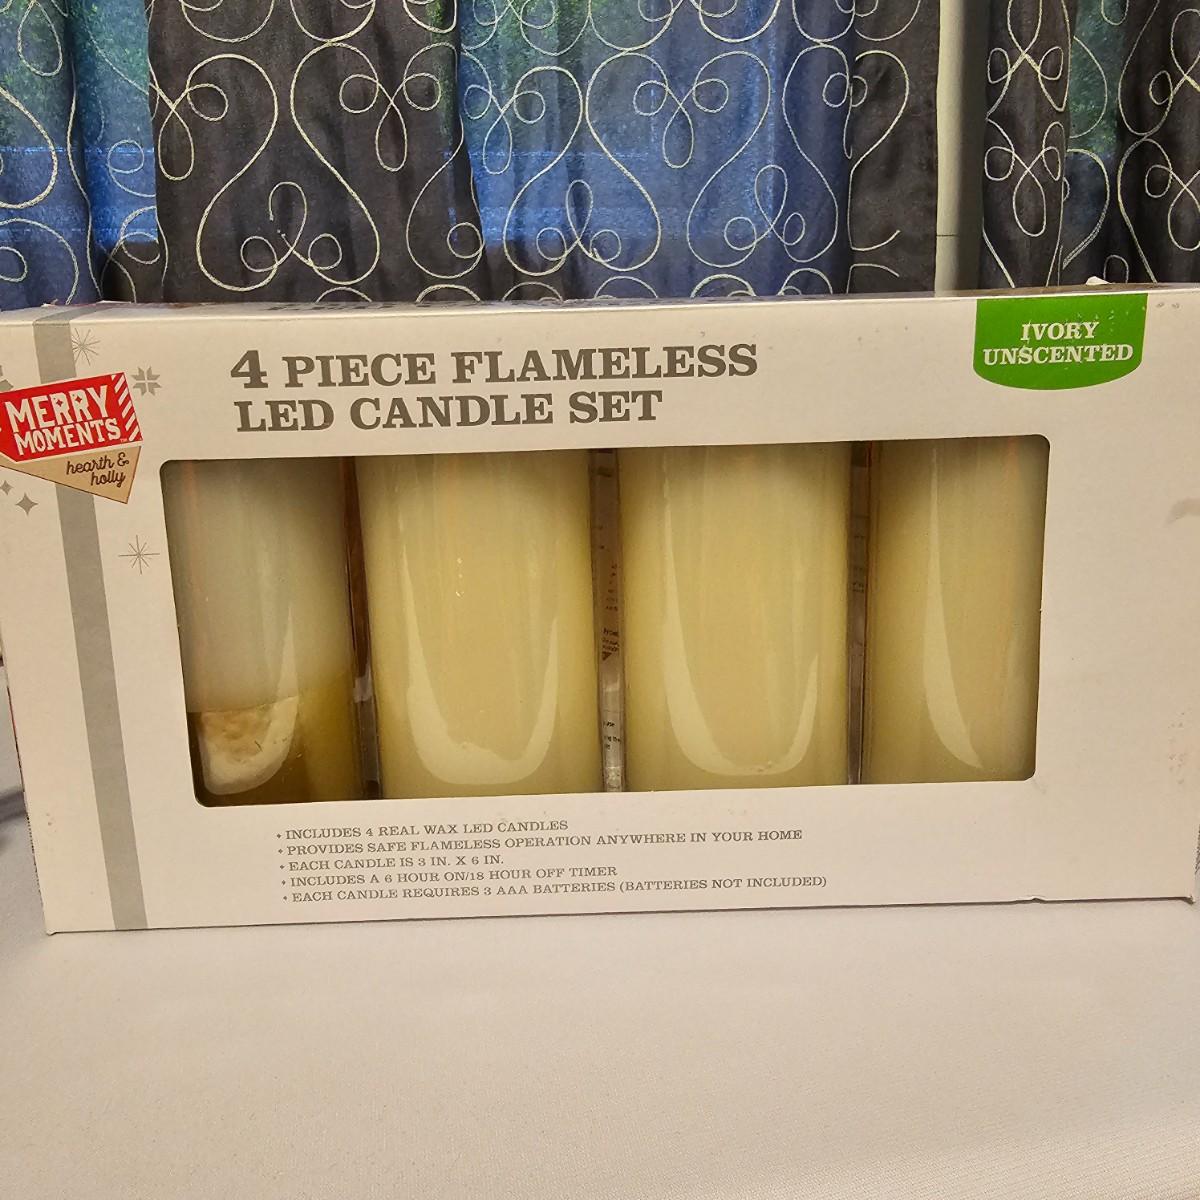 4 PIECE FLAMELESS
LED CANDLE SET
IVORY
UNSCENTED
MERRY
MOMENTS™
hearth &
holly
• INCLUDES 4 REAL WAX LED CANDLES
• PROVIDES SAFE FLAMELESS OPERATION ANYWHERE IN YOUR HOME
• EACH CANDLE IS 3 IN. X 6 IN.
• INCLUDES A 6 HOUR ON/18 HOUR OFF TIMER
• EACH CANDLE REQUIRES 3 AAA BATTERIES (BATTERIES NOT INCLUDED)